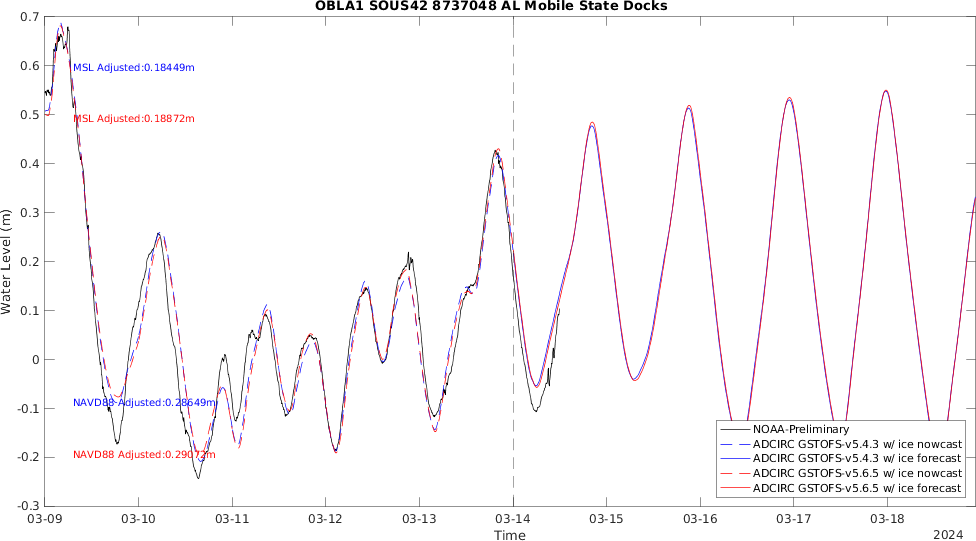 OBLA1 SOUS42 8737048 AL Mobile State Docks
Water Level (m)
0.7
0.6
0.5
0.4
0.3
0.2
0.1
0
-0.1
-0.2
-0.3
MSL Adjusted:0.18449m
MSL Adjusted:0.18872m
NAVD88 Adjusted:0.28649m
NAVD88 Adjusted:0.29072m
NOAA-Preliminary
ADCIRC GSTOFS-v5.4.3 w/ ice nowcast
ADCIRC GSTOFS-v5.4.3 w/ ice forecast
ADCIRC GSTOFS-v5.6.5 w/ ice nowcast
ADCIRC GSTOFS-v5.6.5 w/ ice forecast
03-09 03-10 03-11 03-12 03-13 03-14 03-15 03-16 03-17 03-18
Time
2024